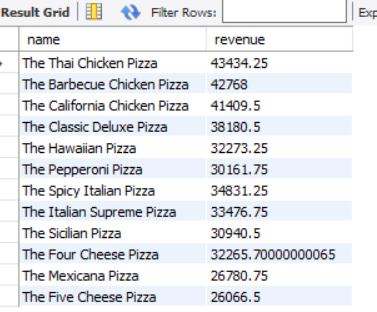 Result Grid Filter Rows: Exp
name revenue
The Thai Chicken Pizza 43434.25
The Barbecue Chicken Pizza 42768
The California Chicken Pizza 41409.5
The Classic Deluxe Pizza 38180.5
The Hawaiian Pizza 32273.25
The Pepperoni Pizza 30161.75
The Spicy Italian Pizza 34831.25
The Italian Supreme Pizza 33476.75
The Sicilian Pizza 30940.5
The Four Cheese Pizza 32265.70000000065
The Mexicana Pizza 26780.75
The Five Cheese Pizza 26066.5